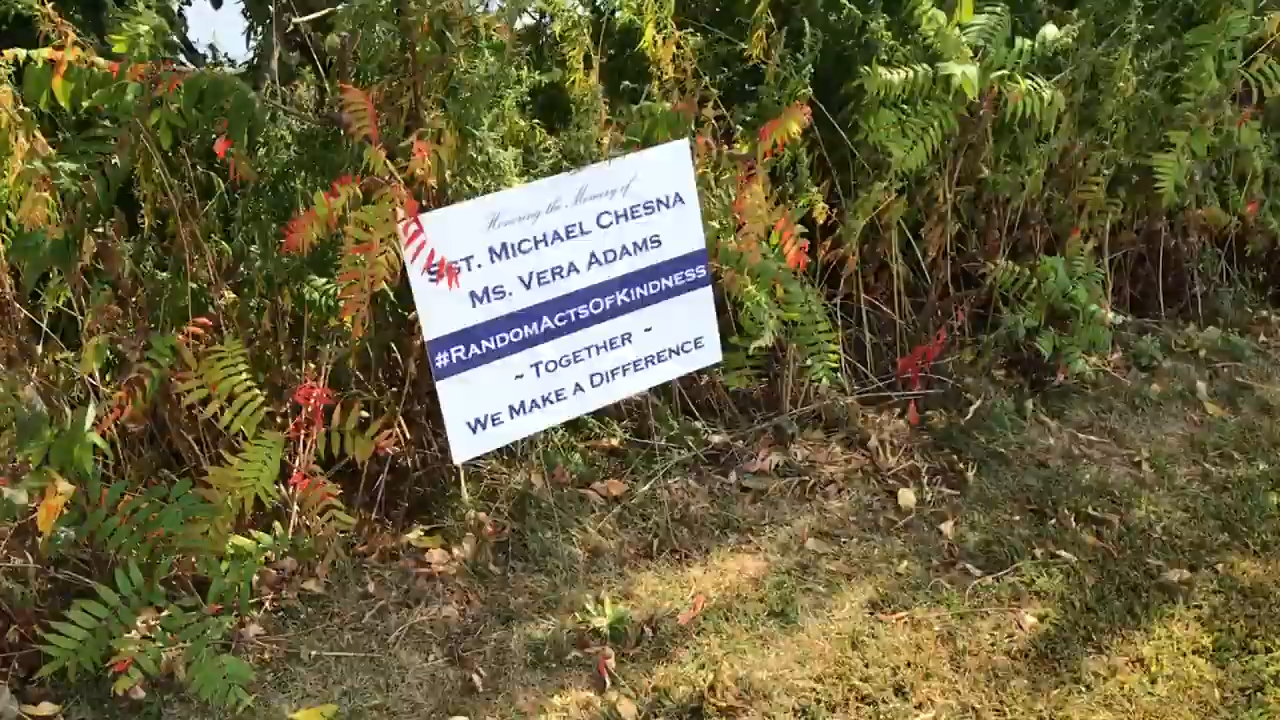 Honoring the Memory of
Sgt. Michael Chesna
Ms. Vera Adams
#RandomActsOfKindness
~ Together ~
We Make a Difference